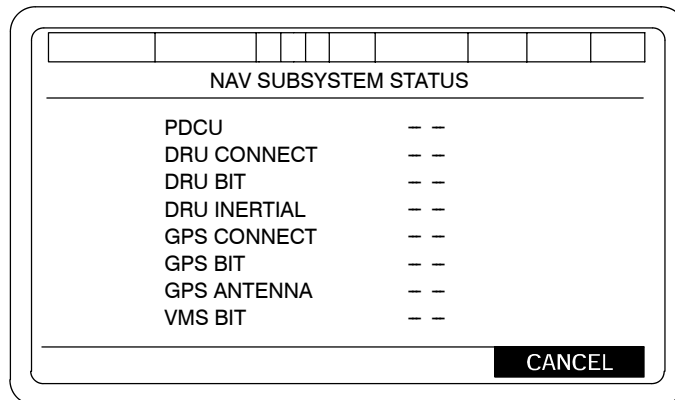 NAV SUBSYSTEM STATUS
PDCU – –
DRU CONNECT – –
DRU BIT – –
DRU INERTIAL – –
GPS CONNECT – –
GPS BIT – –
GPS ANTENNA – –
VMS BIT – –
CANCEL